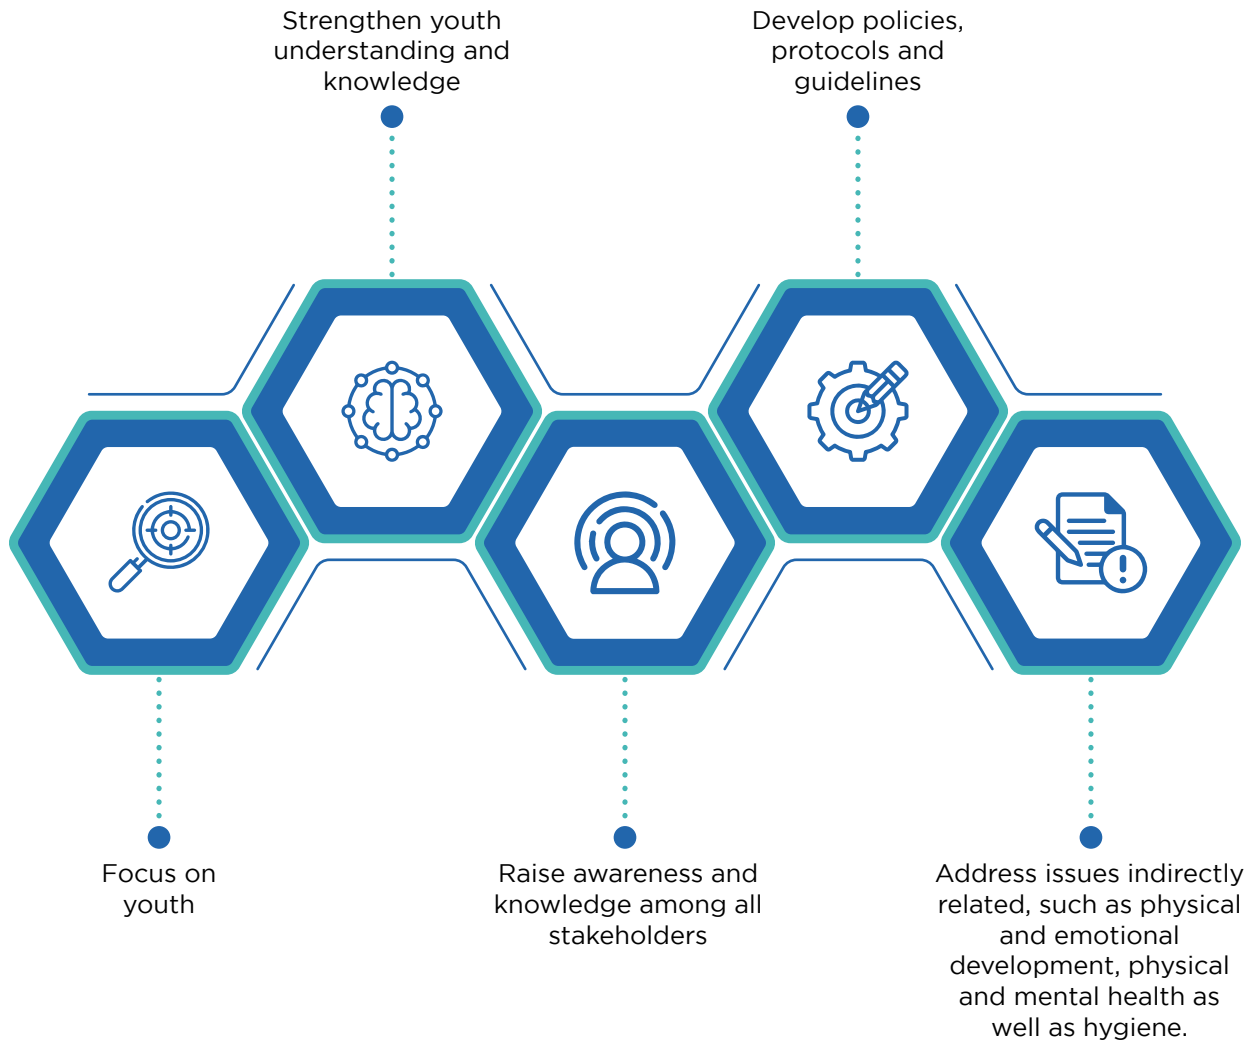 Strengthen youth
understanding and
knowledge
Develop policies,
protocols and
guidelines
Focus on
youth
Raise awareness and
knowledge among all
stakeholders
Address issues indirectly
related, such as physical
and emotional
development, physical
and mental health as
well as hygiene.